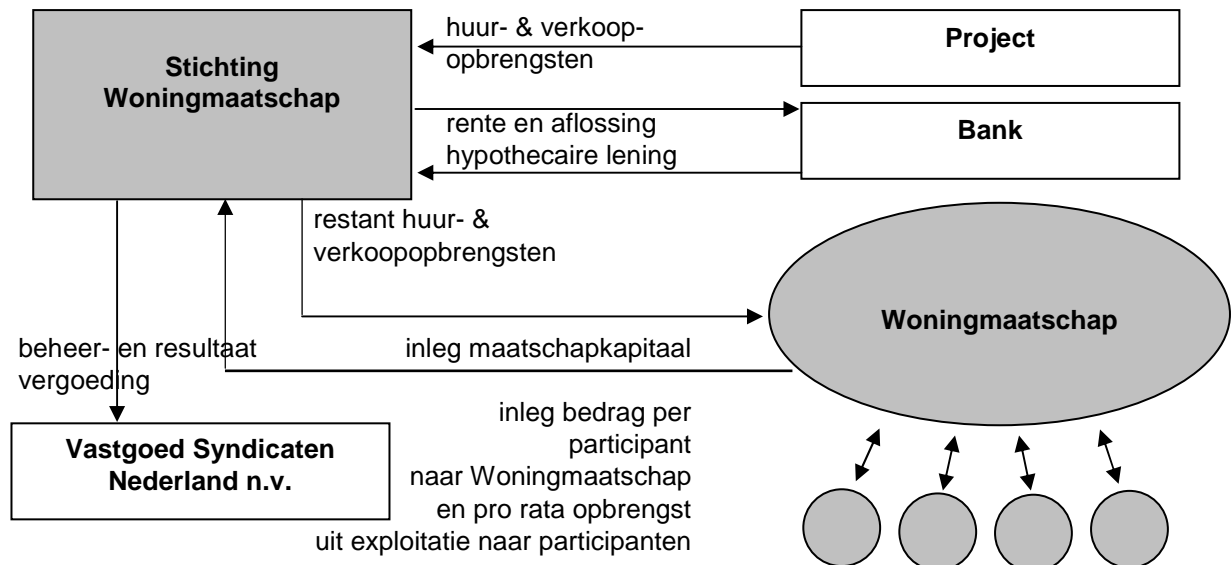 huur- & verkoop-
opbrengsten
Project
Stichting
Woningmaatschap
rente en aflossing
hypothecaire lening
Bank
restant huur- &
verkoopopbrengsten
Woningmaatschap
beheer- en resultaat
vergoeding
inleg maatschapkapitaal
inleg bedrag per
participant
naar Woningmaatschap
en pro rata opbrengst
uit exploitatie naar participanten
Vastgoed Syndicaten
Nederland n.v.